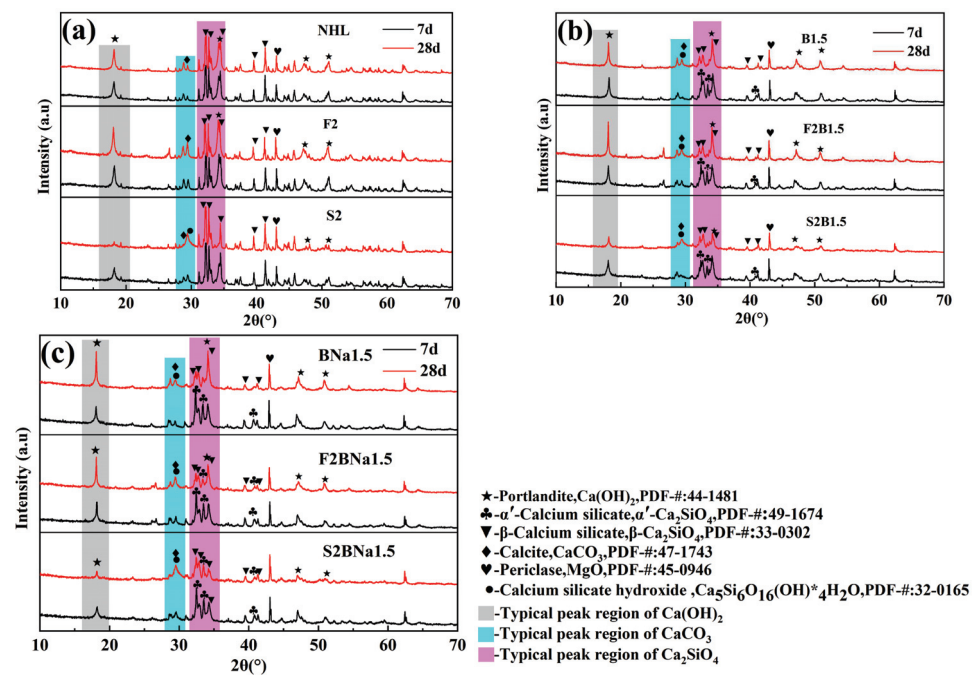 (a)
NHL
7d
28d
F2
S2
Intensity (a.u)
10 20 30 40 50 60 70
2θ(°)
(b)
B1.5
7d
28d
F2B1.5
S2B1.5
Intensity (a.u)
10 20 30 40 50 60 70
2θ(°)
(c)
BNa1.5
7d
28d
F2BNa1.5
S2BNa1.5
Intensity (a.u)
10 20 30 40 50 60 70
2θ(°)
★-Portlandite,Ca(OH)₂,PDF-#:44-1481
♣-α′-Calcium silicate,α′-Ca₂SiO₄,PDF-#:49-1674
▼-β-Calcium silicate,β-Ca₂SiO₄,PDF-#:33-0302
♦-Calcite,CaCO₃,PDF-#:47-1743
♥-Periclase,MgO,PDF-#:45-0946
●-Calcium silicate hydroxide ,Ca₅Si₆O₁₆(OH)*₄H₂O,PDF-#:32-0165
-Typical peak region of Ca(OH)₂
-Typical peak region of CaCO₃
-Typical peak region of Ca₂SiO₄